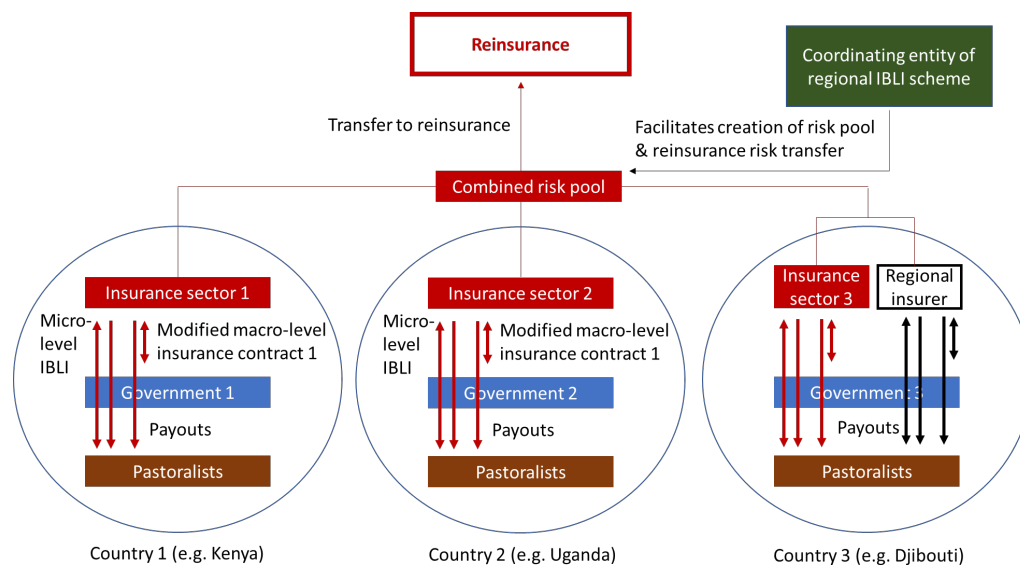 Reinsurance
Coordinating entity of
regional IBLI scheme
Transfer to reinsurance
Facilitates creation of risk pool
& reinsurance risk transfer
Combined risk pool
Insurance sector 1
Micro-
level
IBLI
Modified macro-level
insurance contract 1
Government 1
Payouts
Pastoralists
Country 1 (e.g. Kenya)
Insurance sector 2
Micro-
level
IBLI
Modified macro-level
insurance contract 1
Government 2
Payouts
Pastoralists
Country 2 (e.g. Uganda)
Insurance
sector 3
Regional
insurer
Government 3
Payouts
Pastoralists
Country 3 (e.g. Djibouti)